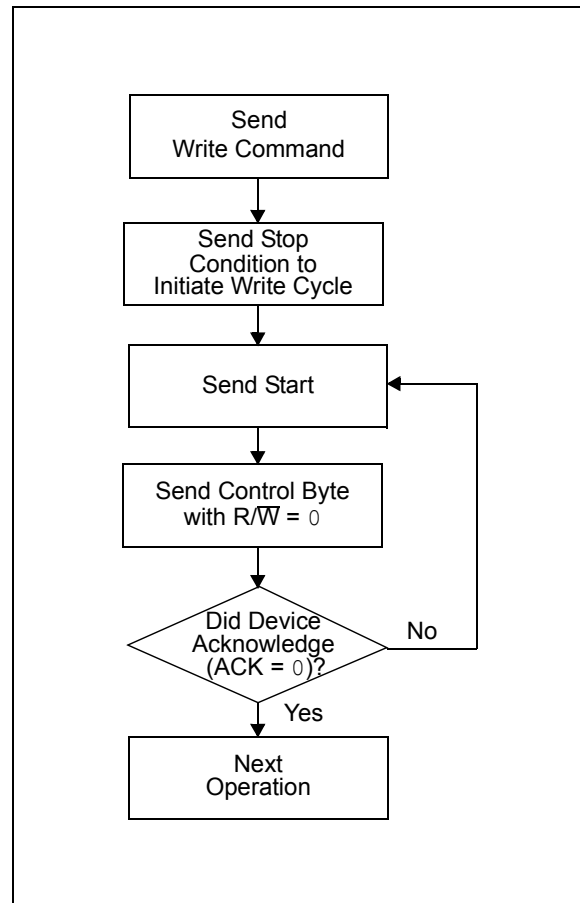 Send
Write Command
Send Stop
Condition to
Initiate Write Cycle
Send Start
Send Control Byte
with R/W̅ = 0
Did Device
Acknowledge
(ACK = 0)?
No
Yes
Next
Operation